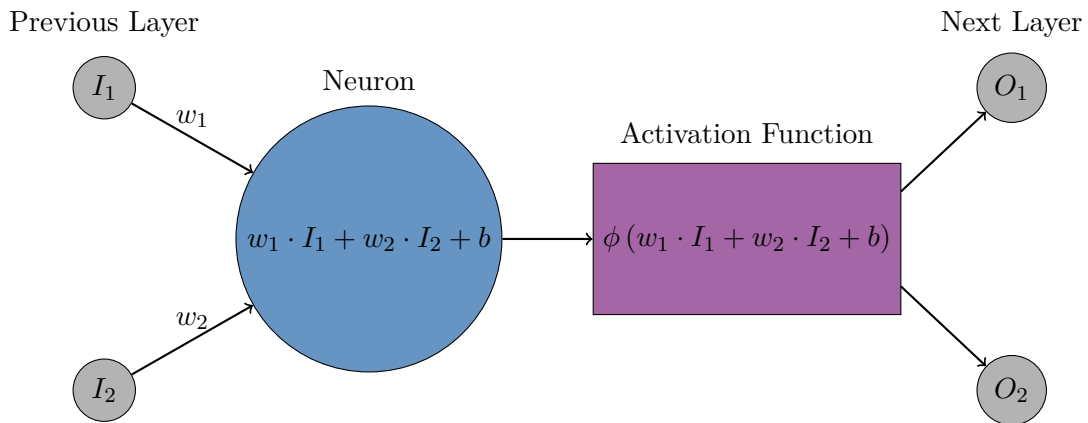 Previous Layer
Next Layer
I₁
O₁
Neuron
w₁
Activation Function
w₁ · I₁ + w₂ · I₂ + b
ϕ (w₁ · I₁ + w₂ · I₂ + b)
w₂
I₂
O₂